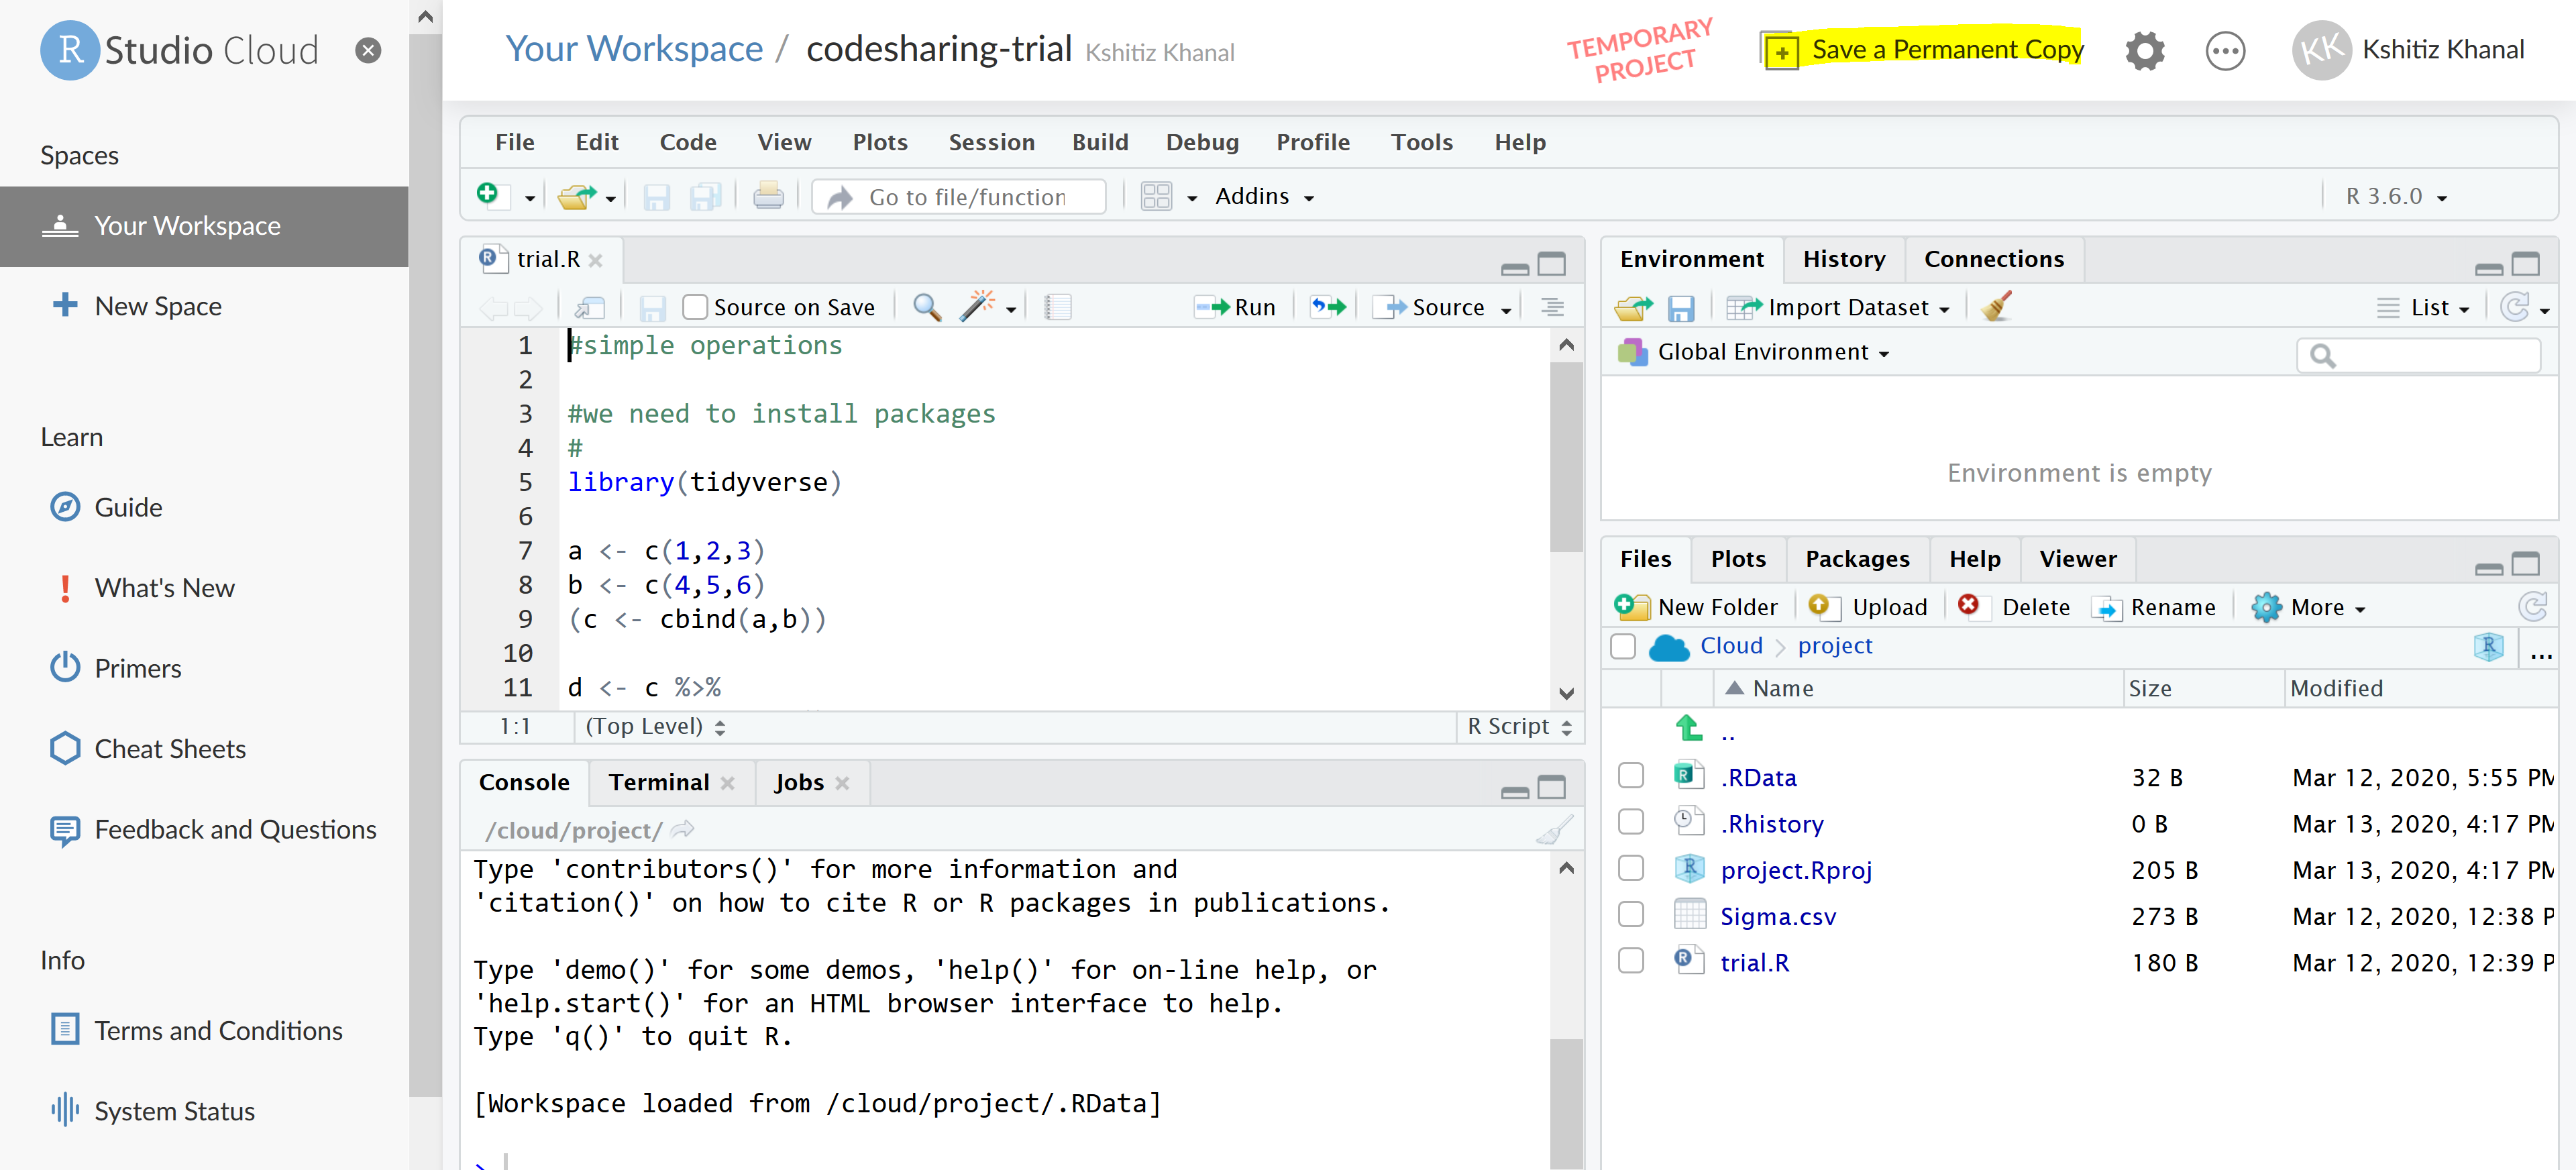 R Studio Cloud
Spaces
Your Workspace
New Space
Learn
Guide
What's New
Primers
Cheat Sheets
Feedback and Questions
Info
Terms and Conditions
System Status
Your Workspace / codesharing-trial Kshitiz Khanal
TEMPORARY
PROJECT
Save a Permanent Copy
KK Kshitiz Khanal
File Edit Code View Plots Session Build Debug Profile Tools Help
Go to file/function Addins R 3.6.0
trial.R
Source on Save Run Source
1 #simple operations
2
3 #we need to install packages
4 #
5 library(tidyverse)
6
7 a <- c(1,2,3)
8 b <- c(4,5,6)
9 (c <- cbind(a,b))
10
11 d <- c %>%
1:1 (Top Level) R Script
Console Terminal Jobs
/cloud/project/
Type 'contributors()' for more information and
'citation()' on how to cite R or R packages in publications.
Type 'demo()' for some demos, 'help()' for on-line help, or
'help.start()' for an HTML browser interface to help.
Type 'q()' to quit R.
[Workspace loaded from /cloud/project/.RData]
>
Environment History Connections
Import Dataset List
Global Environment
Environment is empty
Files Plots Packages Help Viewer
New Folder Upload Delete Rename More
Cloud > project ...
Name Size Modified
..
.RData 32 B Mar 12, 2020, 5:55 PM
.Rhistory 0 B Mar 13, 2020, 4:17 PM
project.Rproj 205 B Mar 13, 2020, 4:17 PM
Sigma.csv 273 B Mar 12, 2020, 12:38 P
trial.R 180 B Mar 12, 2020, 12:39 P